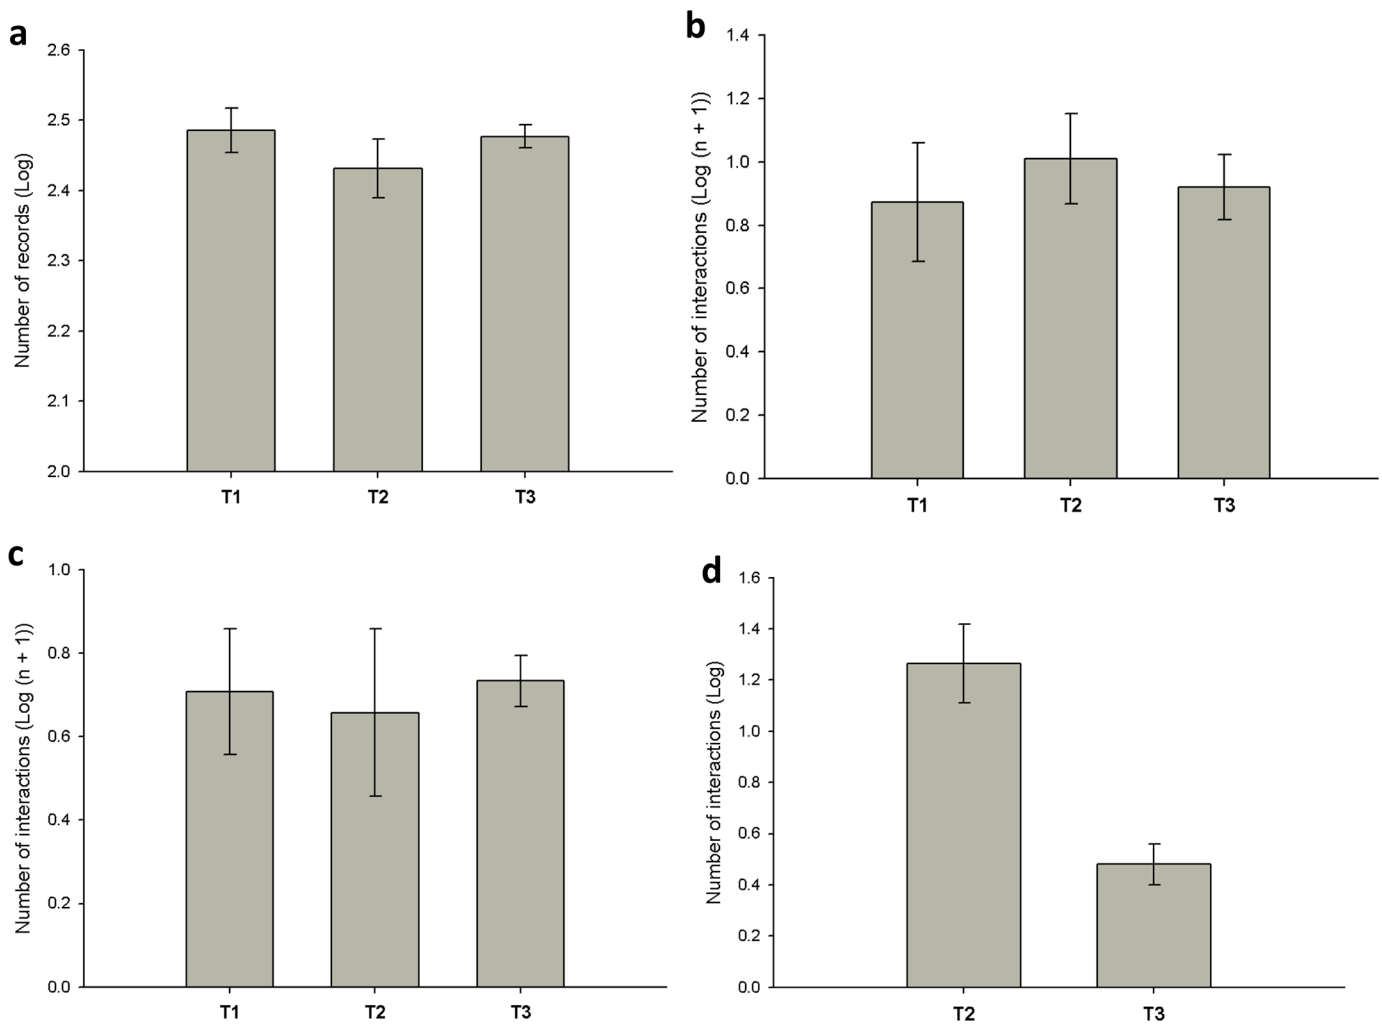 a
Number of records (Log)
2.6
2.5
2.4
2.3
2.2
2.1
2.0
T1 T2 T3
b
Number of interactions (Log (n + 1))
1.4
1.2
1.0
0.8
0.6
0.4
0.2
0.0
T1 T2 T3
c
Number of interactions (Log (n + 1))
1.0
0.8
0.6
0.4
0.2
0.0
T1 T2 T3
d
Number of interactions (Log)
1.6
1.4
1.2
1.0
0.8
0.6
0.4
0.2
0.0
T2 T3